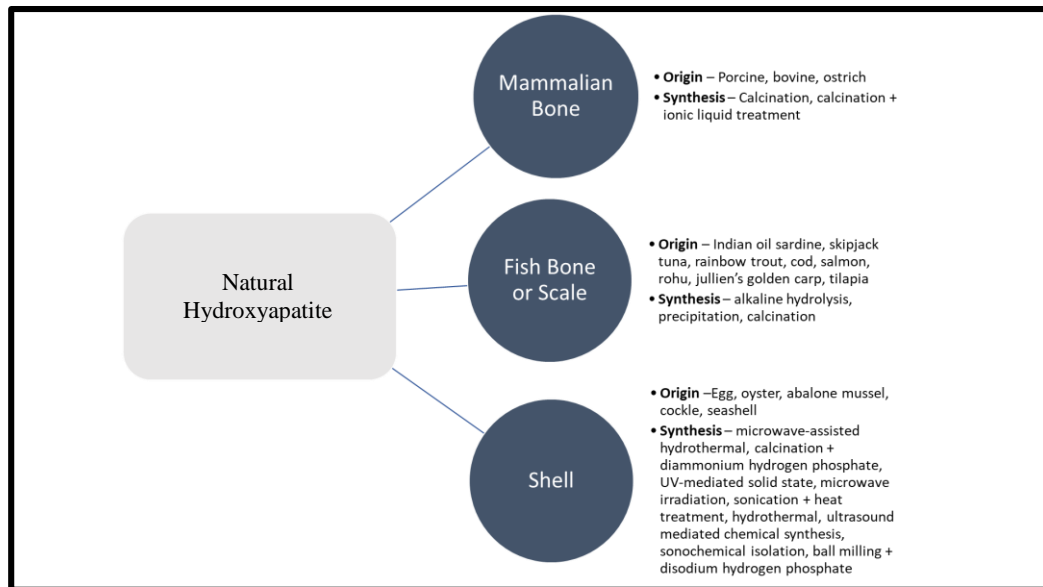 Natural
Hydroxyapatite
Mammalian
Bone
• Origin – Porcine, bovine, ostrich
• Synthesis – Calcination, calcination +
ionic liquid treatment
Fish Bone
or Scale
• Origin – Indian oil sardine, skipjack
tuna, rainbow trout, cod, salmon,
rohu, jullien's golden carp, tilapia
• Synthesis – alkaline hydrolysis,
precipitation, calcination
Shell
• Origin –Egg, oyster, abalone mussel,
cockle, seashell
• Synthesis – microwave-assisted
hydrothermal, calcination +
diammonium hydrogen phosphate,
UV-mediated solid state, microwave
irradiation, sonication + heat
treatment, hydrothermal, ultrasound
mediated chemical synthesis,
sonochemical isolation, ball milling +
disodium hydrogen phosphate